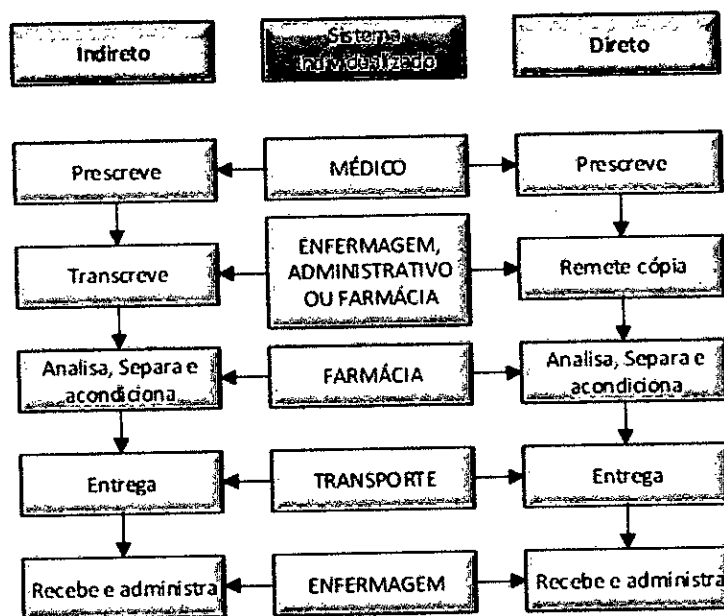 Indireto
Sistema
Individualizado
Direto
Prescreve
MÉDICO
Prescreve
Transcreve
ENFERMAGEM,
ADMINISTRATIVO
OU FARMÁCIA
Remete cópia
Analisa, Separa e
acondiciona
FARMÁCIA
Analisa, Separa e
acondiciona
Entrega
TRANSPORTE
Entrega
Recebe e administra
ENFERMAGEM
Recebe e administra